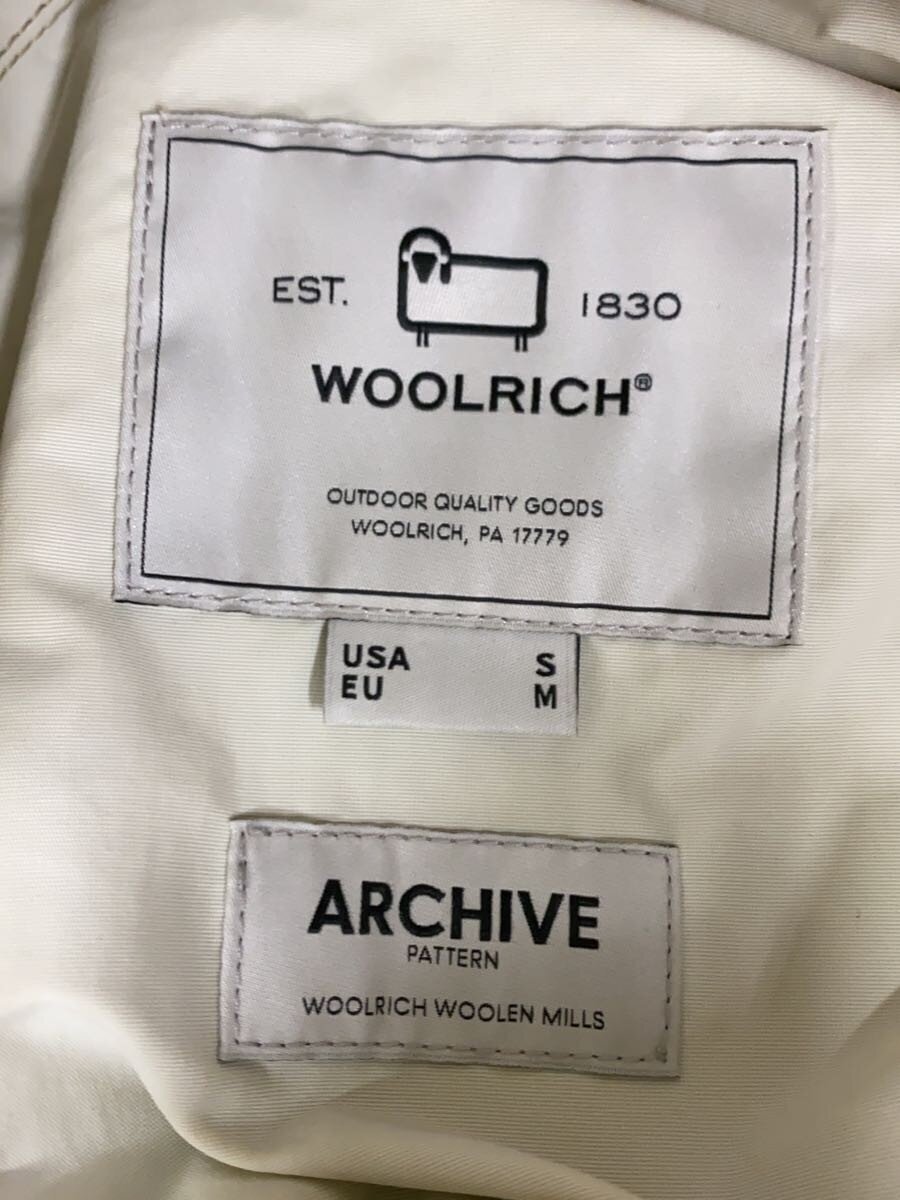 EST. 1830
WOOLRICH®
OUTDOOR QUALITY GOODS
WOOLRICH, PA 17779
USA S
EU M
ARCHIVE
PATTERN
WOOLRICH WOOLEN MILLS